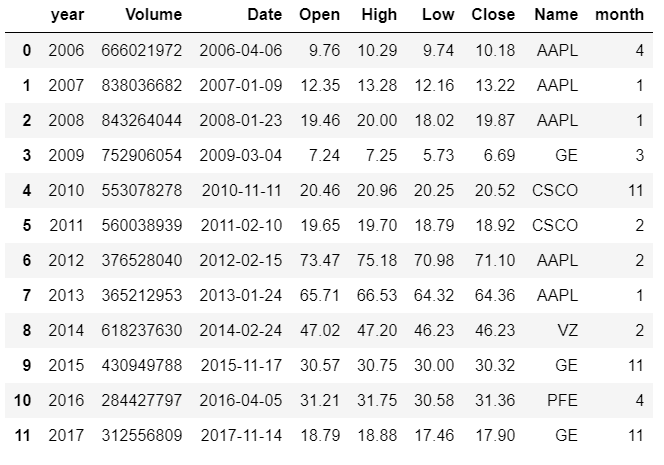 year Volume Date Open High Low Close Name month
0 2006 666021972 2006-04-06 9.76 10.29 9.74 10.18 AAPL 4
1 2007 838036682 2007-01-09 12.35 13.28 12.16 13.22 AAPL 1
2 2008 843264044 2008-01-23 19.46 20.00 18.02 19.87 AAPL 1
3 2009 752906054 2009-03-04 7.24 7.25 5.73 6.69 GE 3
4 2010 553078278 2010-11-11 20.46 20.96 20.25 20.52 CSCO 11
5 2011 560038939 2011-02-10 19.65 19.70 18.79 18.92 CSCO 2
6 2012 376528040 2012-02-15 73.47 75.18 70.98 71.10 AAPL 2
7 2013 365212953 2013-01-24 65.71 66.53 64.32 64.36 AAPL 1
8 2014 618237630 2014-02-24 47.02 47.20 46.23 46.23 VZ 2
9 2015 430949788 2015-11-17 30.57 30.75 30.00 30.32 GE 11
10 2016 284427797 2016-04-05 31.21 31.75 30.58 31.36 PFE 4
11 2017 312556809 2017-11-14 18.79 18.88 17.46 17.90 GE 11